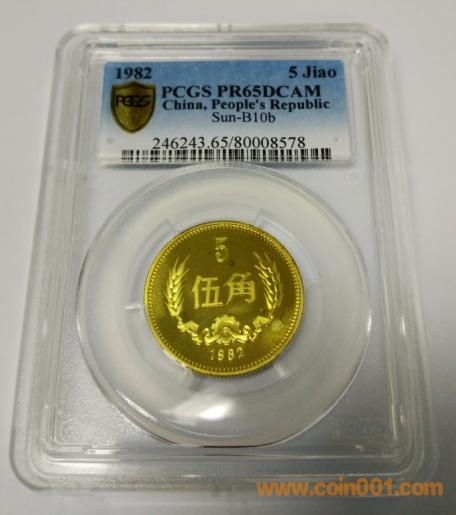 1982 5 Jiao
PCGS PR65DCAM
PCGS China, People's Republic
Sun-B10b
246243.65/80008578
5
伍角
1982
www.coin001.com